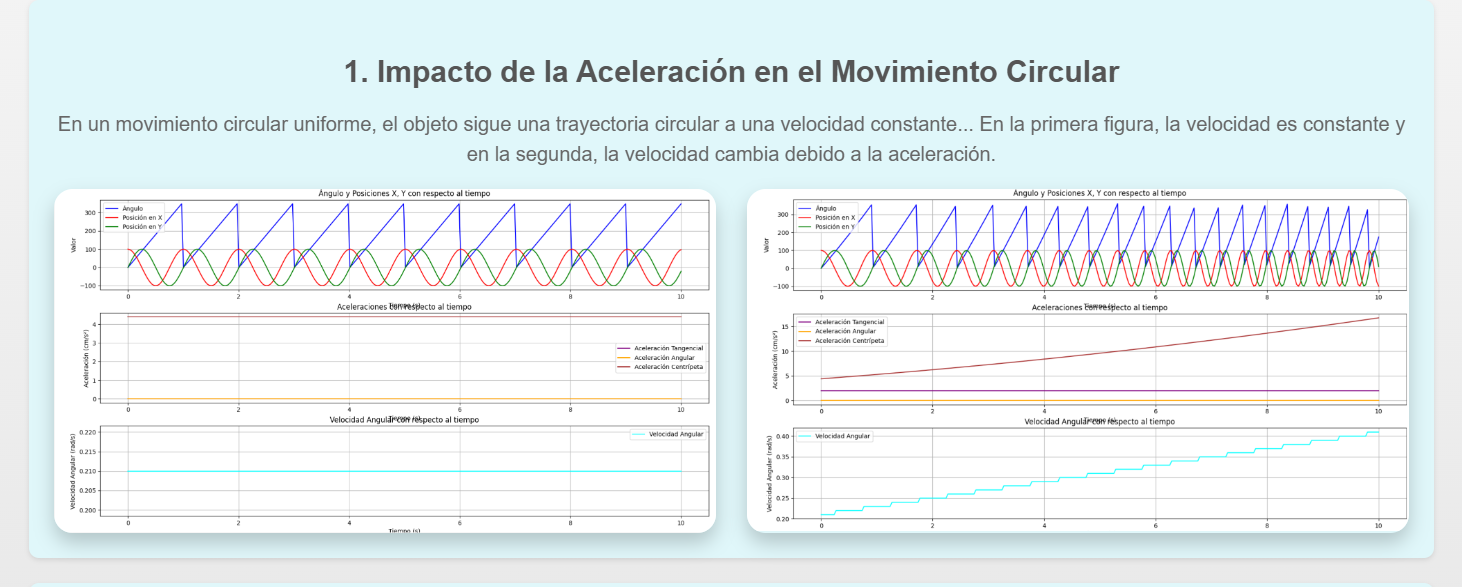 1. Impacto de la Aceleración en el Movimiento Circular
En un movimiento circular uniforme, el objeto sigue una trayectoria circular a una velocidad constante... En la primera figura, la velocidad es constante y
en la segunda, la velocidad cambia debido a la aceleración.
Ángulo y Posiciones X, Y con respecto al tiempo
Ángulo
Posición en X
Posición en Y
Valor
300
200
100
0
−100
0 2 4 6 8 10
Tiempo (s)
Aceleraciones con respecto al tiempo
Aceleración Tangencial
Aceleración Angular
Aceleración Centrípeta
Aceleración (cm/s²)
4
3
2
1
0
0 2 4 6 8 10
Tiempo (s)
Velocidad Angular con respecto al tiempo
Velocidad Angular
Velocidad Angular (rad/s)
0.220
0.215
0.210
0.205
0.200
0 2 4 6 8 10
Tiempo (s)
Ángulo y Posiciones X, Y con respecto al tiempo
Ángulo
Posición en X
Posición en Y
Valor
300
200
100
0
−100
0 2 4 6 8 10
Tiempo (s)
Aceleraciones con respecto al tiempo
Aceleración Tangencial
Aceleración Angular
Aceleración Centrípeta
Aceleración (cm/s²)
15
10
5
0
0 2 4 6 8 10
Tiempo (s)
Velocidad Angular con respecto al tiempo
Velocidad Angular
Velocidad Angular (rad/s)
0.40
0.35
0.30
0.25
0.20
0 2 4 6 8 10